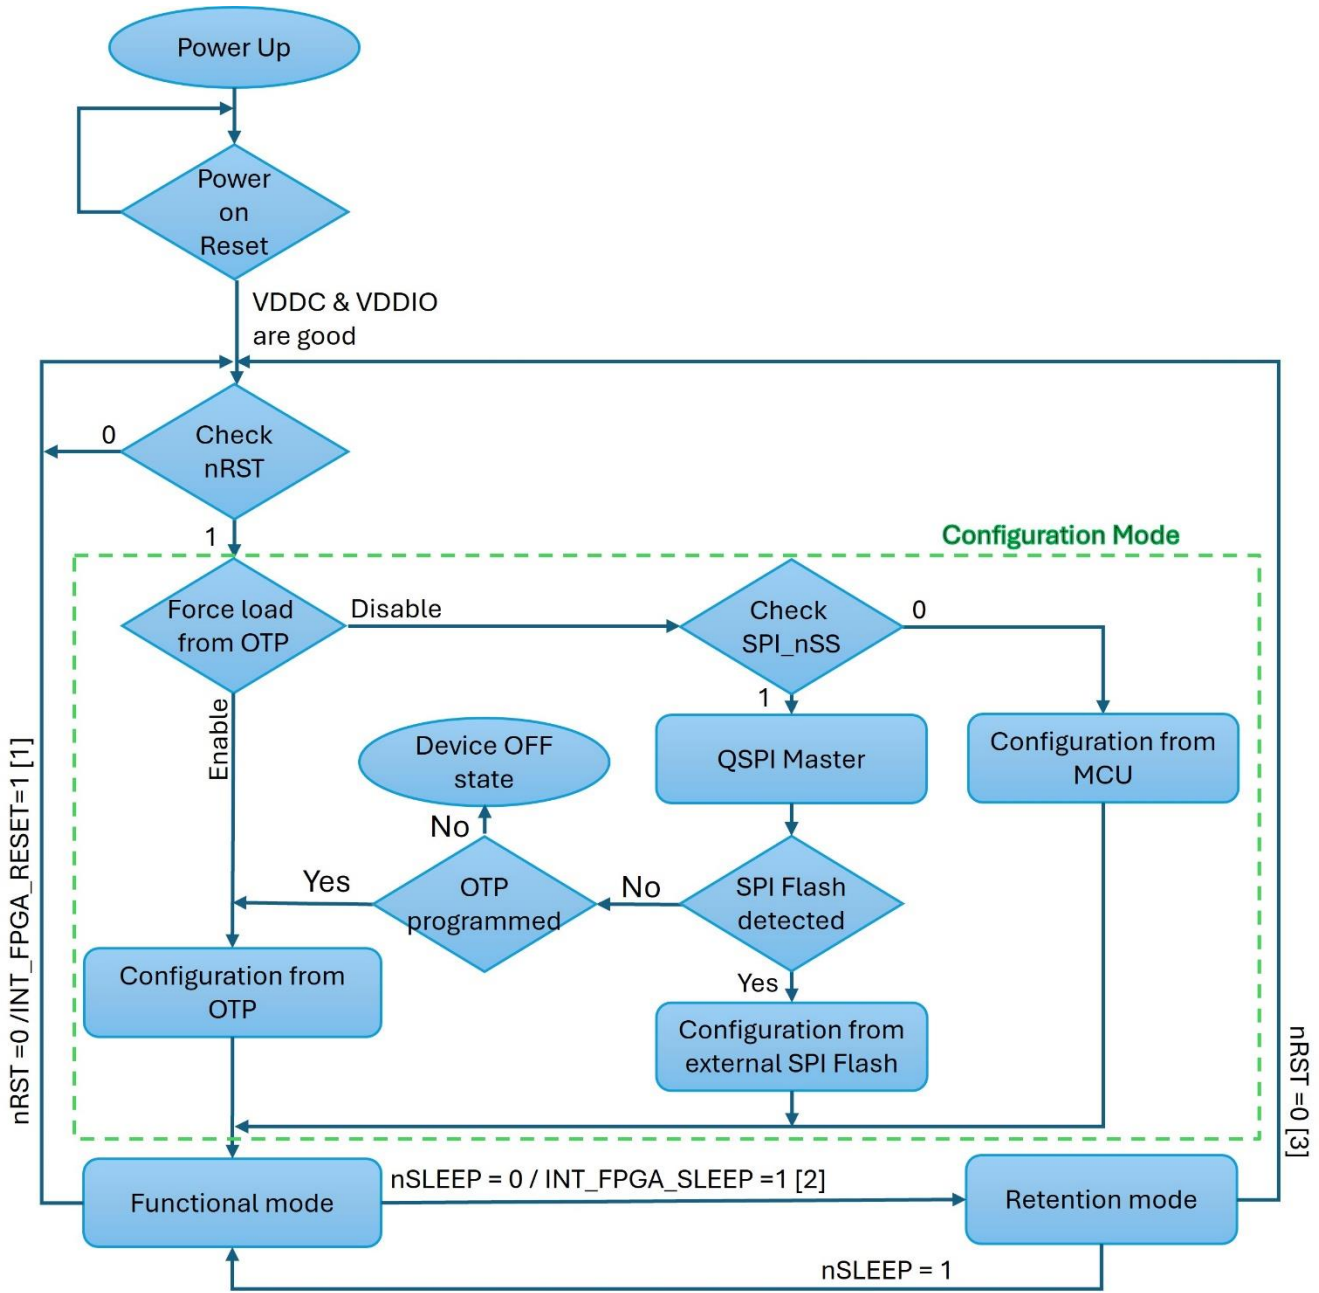 Power Up
Power
on
Reset
VDDC & VDDIO
are good
Check
nRST
0
1
Configuration Mode
Force load
from OTP
Disable
Check
SPI_nSS
0
1
Enable
Device OFF
state
QSPI Master
Configuration from
MCU
No
Yes
OTP
programmed
No
SPI Flash
detected
Yes
Configuration from
OTP
Configuration from
external SPI Flash
nRST =0 /INT_FPGA_RESET=1 [1]
nRST =0 [3]
Functional mode
nSLEEP = 0 / INT_FPGA_SLEEP =1 [2]
Retention mode
nSLEEP = 1